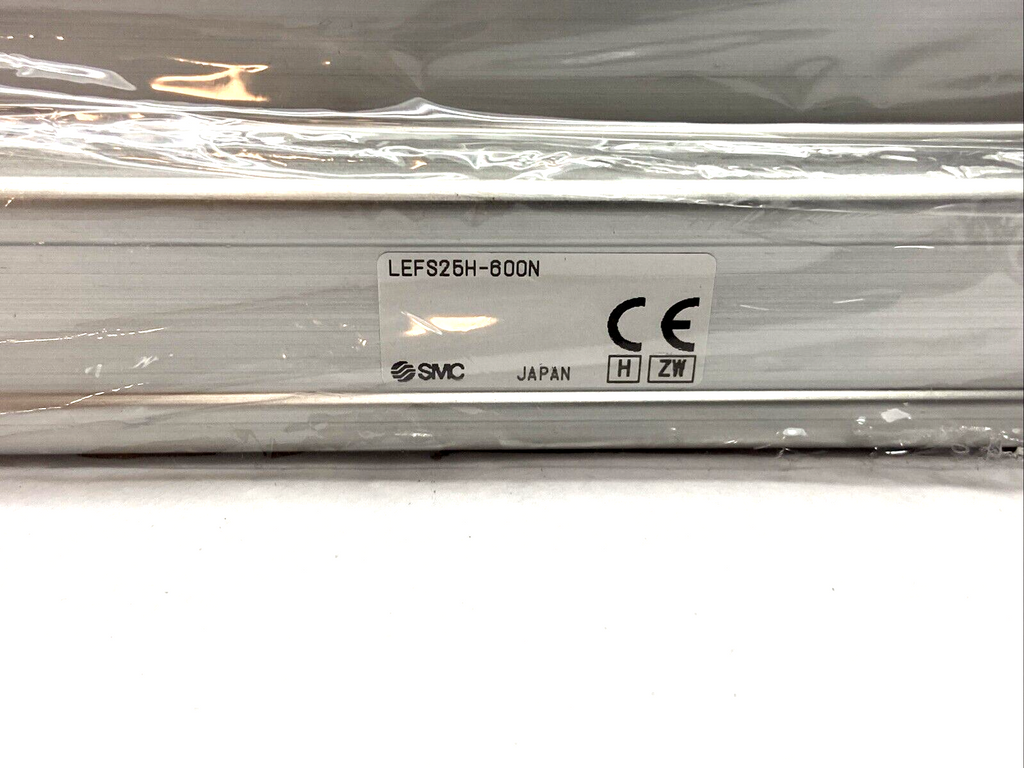 LEFS25H-600N
CE
SMC JAPAN H ZW